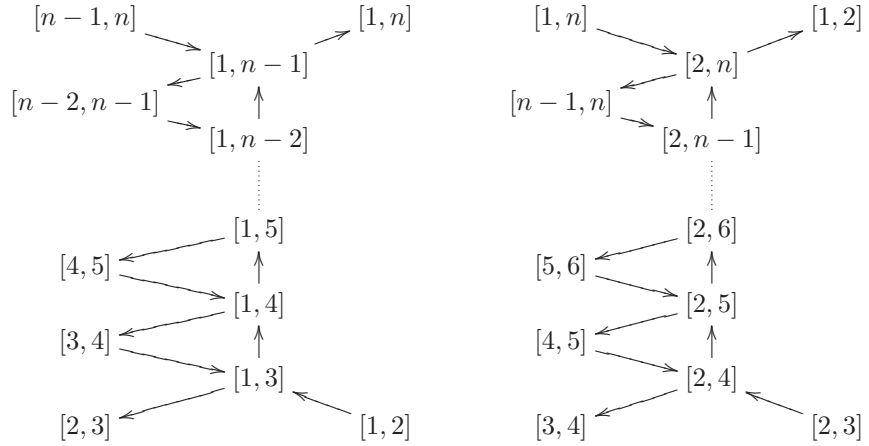 [n − 1, n] [1, n] [1, n] [1, 2]
[1, n − 1] [2, n]
[n − 2, n − 1] [n − 1, n]
[1, n − 2] [2, n − 1]
[1, 5] [2, 6]
[4, 5] [5, 6]
[1, 4] [2, 5]
[3, 4] [4, 5]
[1, 3] [2, 4]
[2, 3] [1, 2] [3, 4] [2, 3]